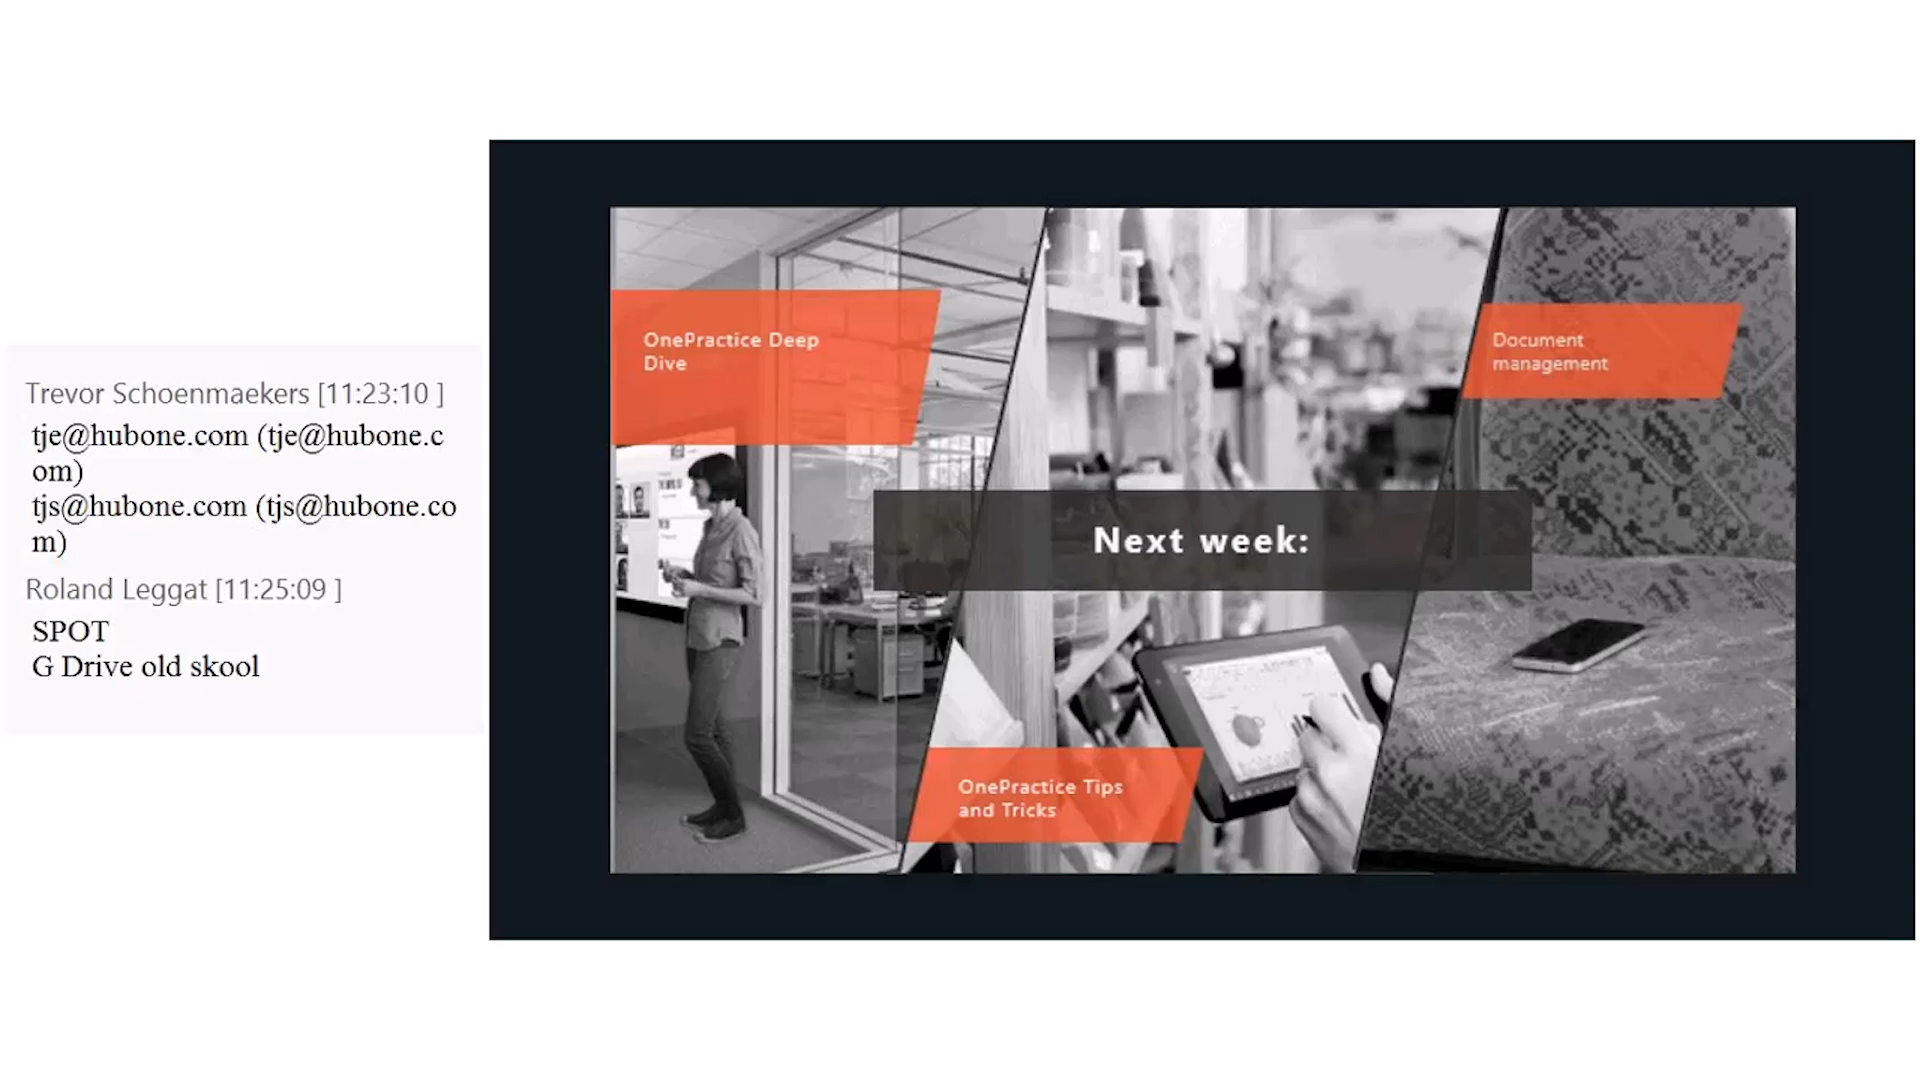 Trevor Schoenmaekers [11:23:10 ]
tje@hubone.com (tje@hubone.c
om)
tjs@hubone.com (tjs@hubone.co
m)
Roland Leggat [11:25:09 ]
SPOT
G Drive old skool
OnePractice Deep
Dive
Document
management
Next week:
OnePractice Tips
and Tricks